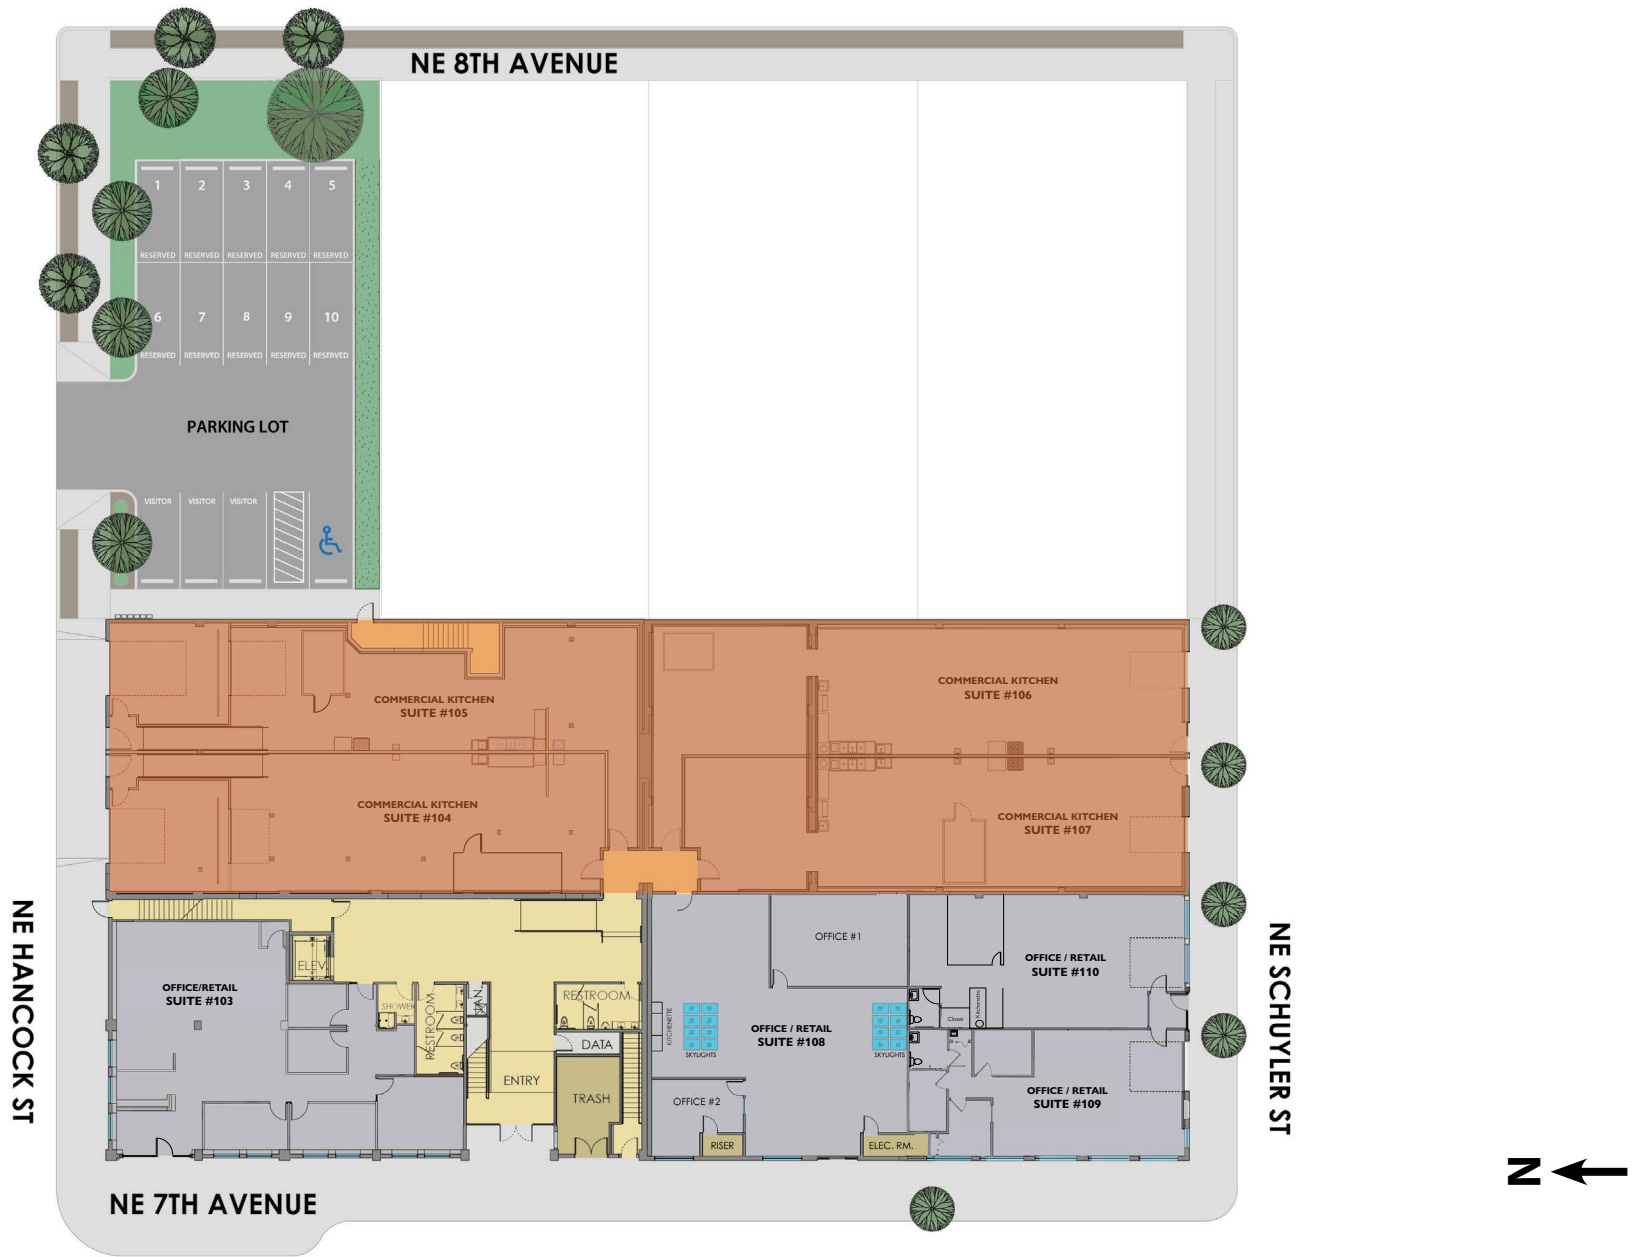 NE 8TH AVENUE
1 2 3 4 5
RESERVED RESERVED RESERVED RESERVED RESERVED
6 7 8 9 10
RESERVED RESERVED RESERVED RESERVED RESERVED
PARKING LOT
VISITOR VISITOR VISITOR
COMMERCIAL KITCHEN
SUITE #105
COMMERCIAL KITCHEN
SUITE #106
COMMERCIAL KITCHEN
SUITE #104
COMMERCIAL KITCHEN
SUITE #107
NE HANCOCK ST
ELEV.
OFFICE/RETAIL
SUITE #103
SHOWER
RESTROOM
JAN.
RESTROOM
DATA
ENTRY
TRASH
OFFICE #1
KITCHENETTE
SKYLIGHTS
OFFICE / RETAIL
SUITE #108
SKYLIGHTS
OFFICE #2
RISER
ELEC. RM.
OFFICE / RETAIL
SUITE #110
Closet
Kitchenette
OFFICE / RETAIL
SUITE #109
NE SCHUYLER ST
NE 7TH AVENUE
N